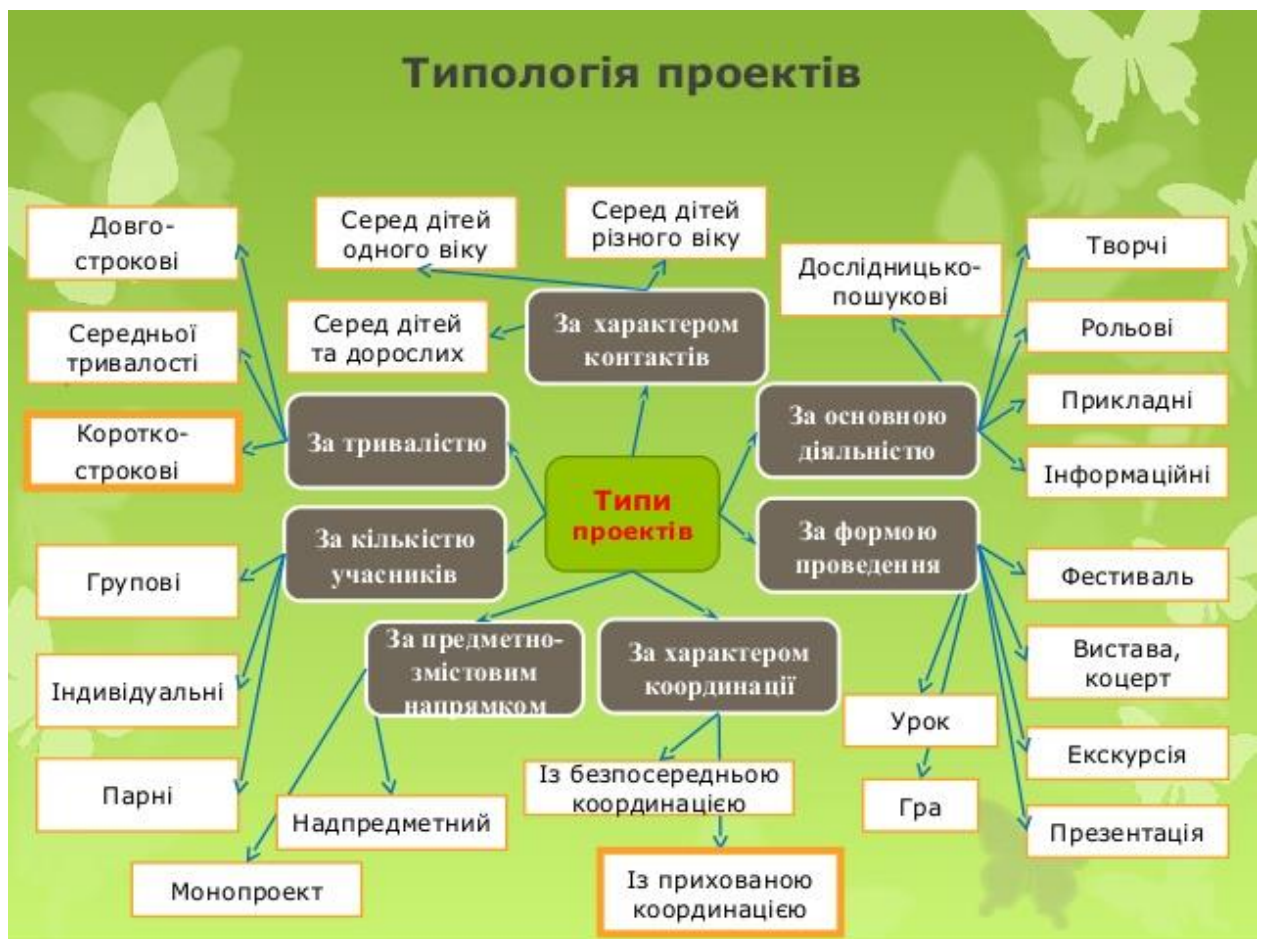 Типологія проектів
Довго-
строкові
Середньої
тривалості
Коротко-
строкові
Серед дітей
одного віку
Серед дітей
різного віку
Серед дітей
та дорослих
За характером
контактів
Дослідницько-
пошукові
Творчі
Рольові
Прикладні
Інформаційні
За тривалістю
За основною
діяльністю
Типи
проектів
За кількістю
учасників
За формою
проведення
Групові
Індивідуальні
Парні
За предметно-
змістовим
напрямком
За характером
координації
Фестиваль
Вистава,
коцерт
Екскурсія
Презентація
Урок
Гра
Із безпосередньою
координацією
Надпредметний
Монопроект
Із прихованою
координацією